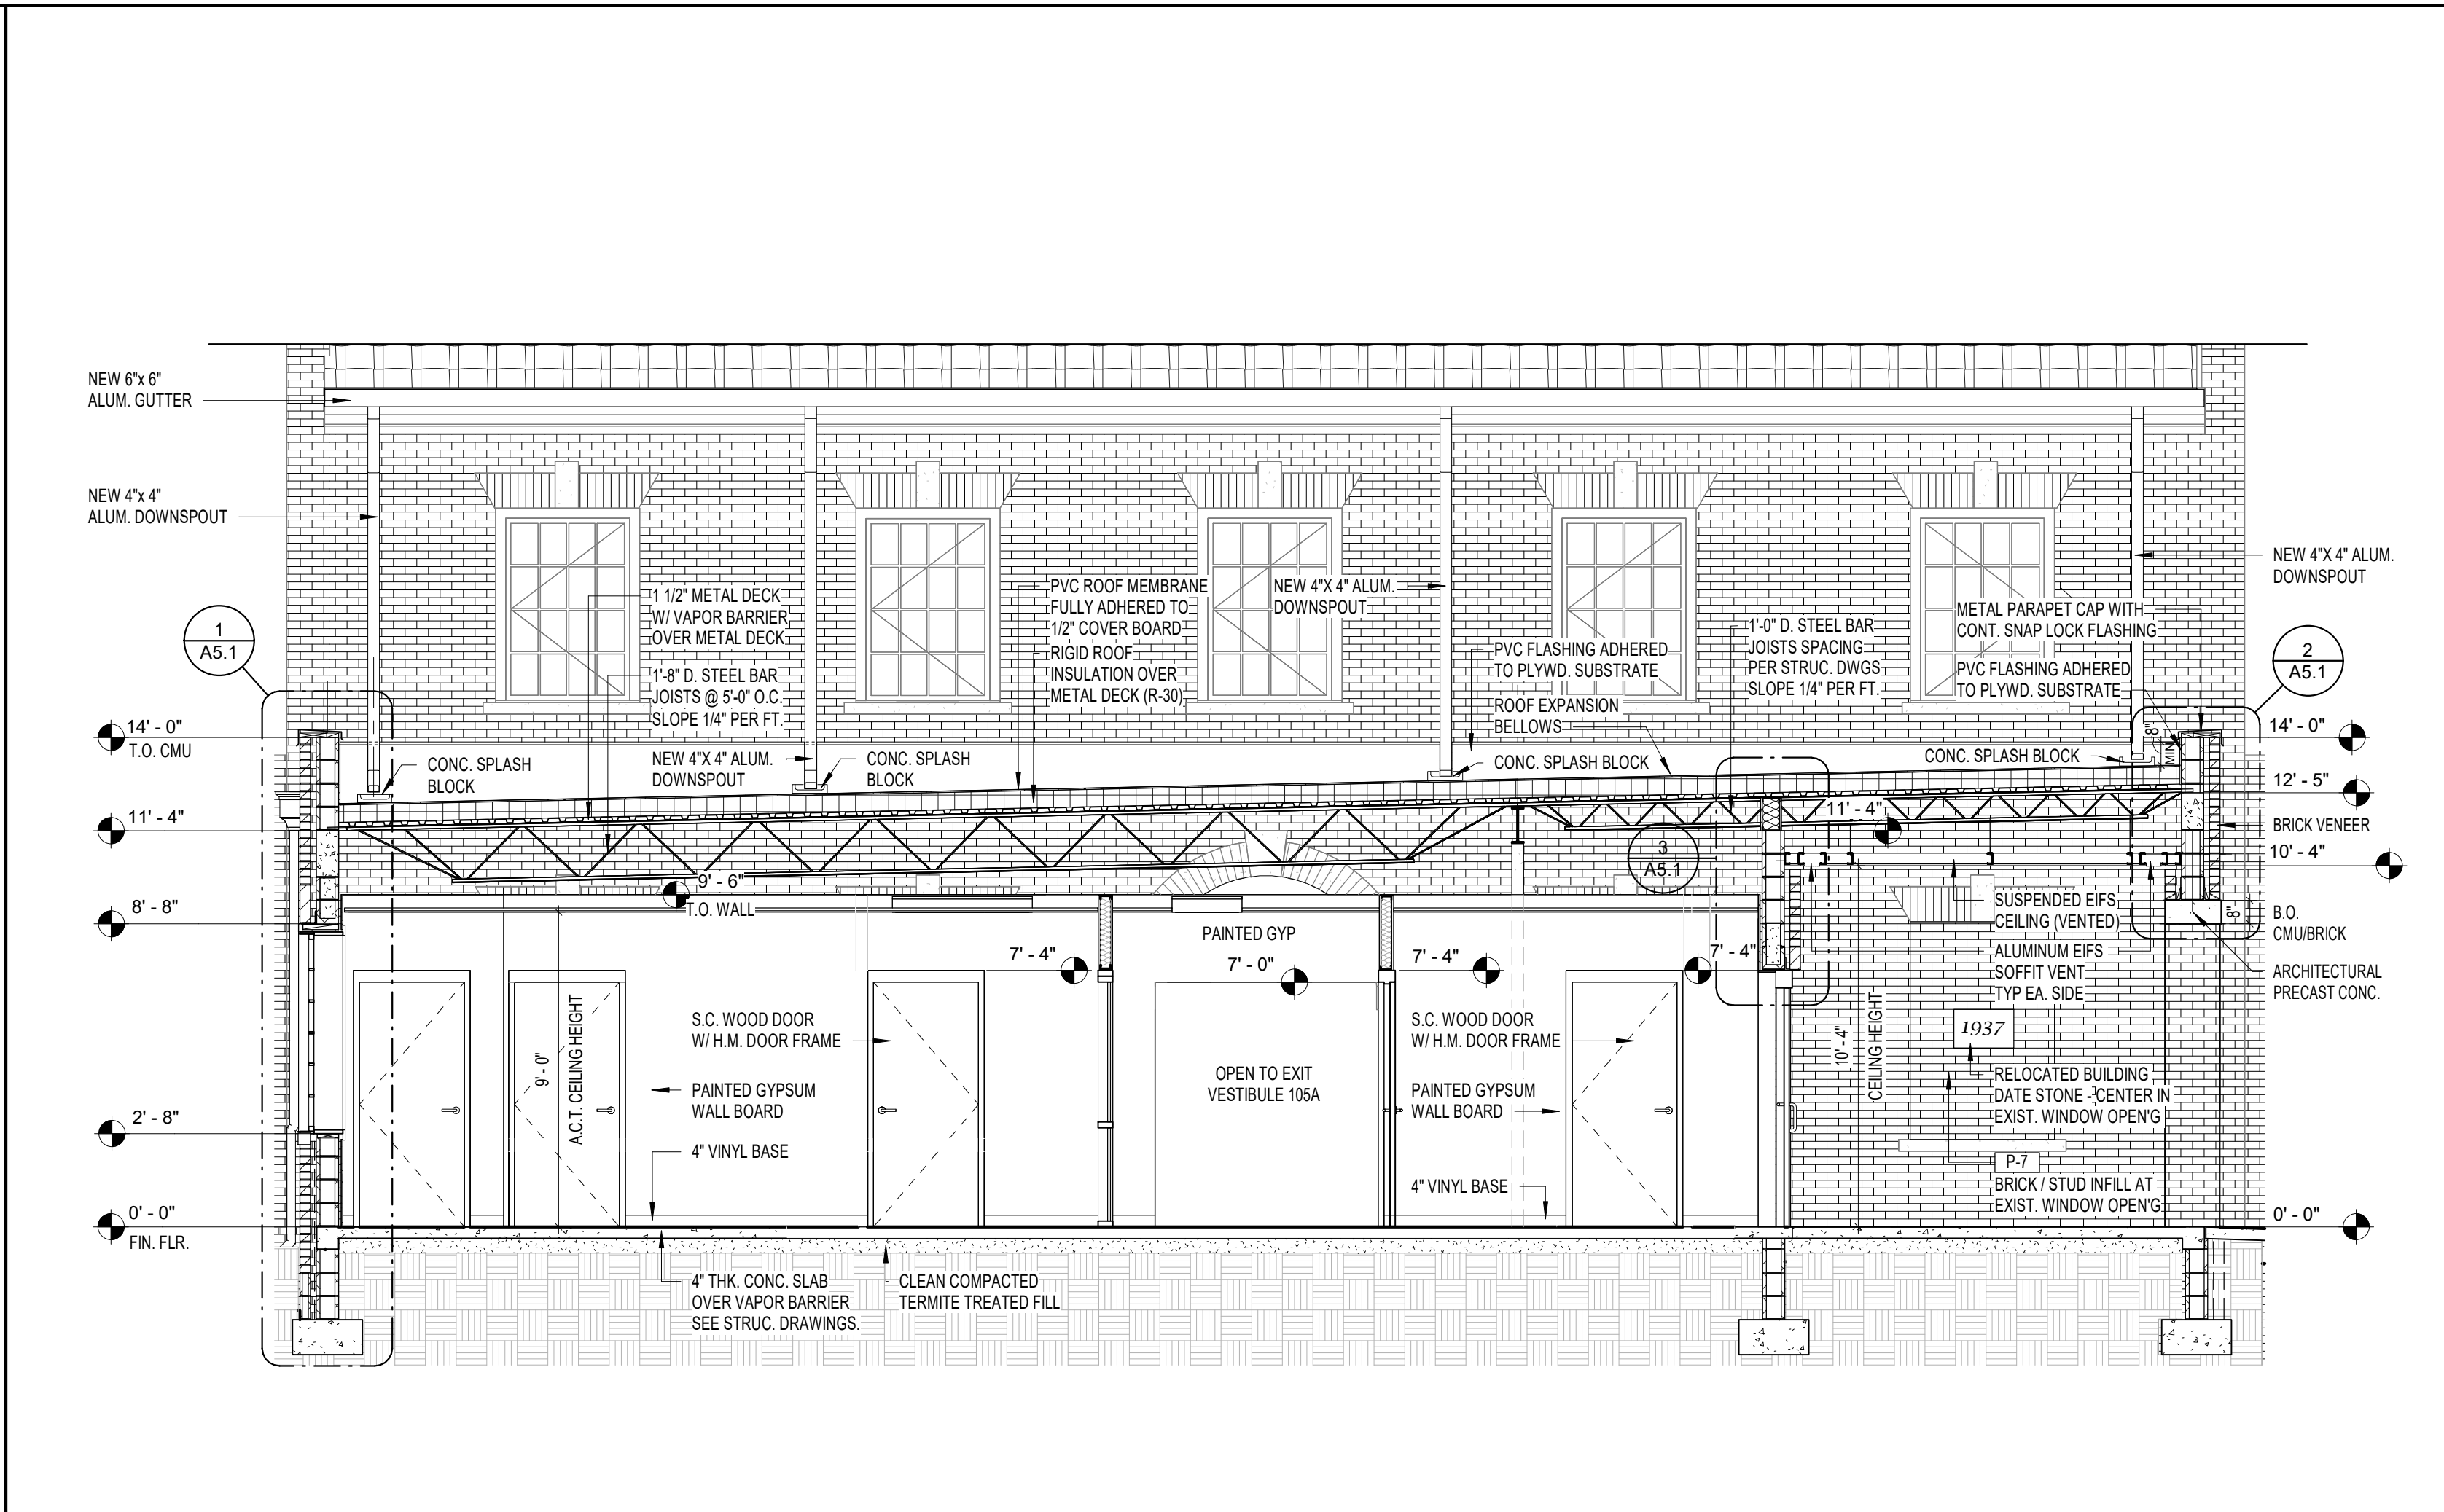 NEW 6"x 6"
ALUM. GUTTER
NEW 4"x 4"
ALUM. DOWNSPOUT
1
A5.1
14' - 0"
T.O. CMU
11' - 4"
8' - 8"
2' - 8"
0' - 0"
FIN. FLR.
CONC. SPLASH
BLOCK
1 1/2" METAL DECK
W/ VAPOR BARRIER
OVER METAL DECK
1'-8" D. STEEL BAR
JOISTS @ 5'-0" O.C.
SLOPE 1/4" PER FT.
NEW 4"X 4" ALUM.
DOWNSPOUT
CONC. SPLASH
BLOCK
PVC ROOF MEMBRANE
FULLY ADHERED TO
1/2" COVER BOARD
RIGID ROOF
INSULATION OVER
METAL DECK (R-30)
NEW 4"X 4" ALUM.
DOWNSPOUT
PVC FLASHING ADHERED
TO PLYWD. SUBSTRATE
ROOF EXPANSION
BELLOWS
CONC. SPLASH BLOCK
1'-0" D. STEEL BAR
JOISTS SPACING
PER STRUC. DWGS
SLOPE 1/4" PER FT.
METAL PARAPET CAP WITH
CONT. SNAP LOCK FLASHING
PVC FLASHING ADHERED
TO PLYWD. SUBSTRATE
CONC. SPLASH BLOCK
8"
MIN
NEW 4"X 4" ALUM.
DOWNSPOUT
2
A5.1
14' - 0"
12' - 5"
BRICK VENEER
10' - 4"
B.O.
CMU/BRICK
8"
ARCHITECTURAL
PRECAST CONC.
0' - 0"
11' - 4"
3
A5.1
9' - 6"
T.O. WALL
PAINTED GYP
7' - 4"
7' - 0"
7' - 4"
7' - 4"
SUSPENDED EIFS
CEILING (VENTED)
ALUMINUM EIFS
SOFFIT VENT
TYP EA. SIDE
9' - 0"
A.C.T. CEILING HEIGHT
S.C. WOOD DOOR
W/ H.M. DOOR FRAME
PAINTED GYPSUM
WALL BOARD
4" VINYL BASE
OPEN TO EXIT
VESTIBULE 105A
S.C. WOOD DOOR
W/ H.M. DOOR FRAME
PAINTED GYPSUM
WALL BOARD
4" VINYL BASE
10' - 4"
CEILING HEIGHT
1937
RELOCATED BUILDING
DATE STONE - CENTER IN
EXIST. WINDOW OPEN'G
P-7
BRICK / STUD INFILL AT
EXIST. WINDOW OPEN'G
4" THK. CONC. SLAB
OVER VAPOR BARRIER
SEE STRUC. DRAWINGS.
CLEAN COMPACTED
TERMITE TREATED FILL